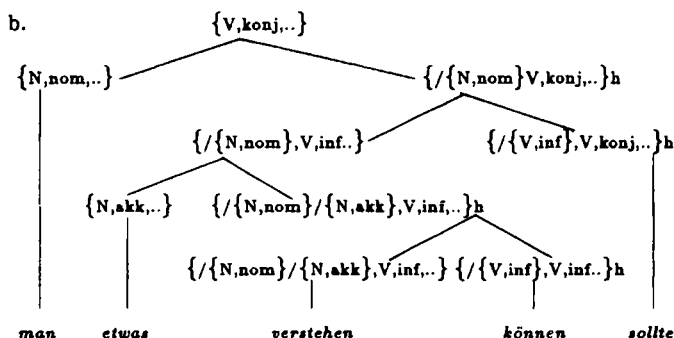 b. {V,konj,..}
{N,nom,..} {/{N,nom}V,konj,..}h
{/{N,nom},V,inf..} {/{V,inf},V,konj,..}h
{N,akk,..} {/{N,nom}/{N,akk},V,inf,..}h
{/{N,nom}/{N,akk},V,inf,..} {/{V,inf},V,inf..}h
man etwas verstehen können sollte